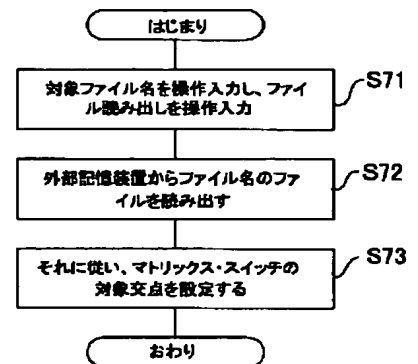 はじまり
対象ファイル名を操作入力し、ファイ
ル読み出しを操作入力
S71
外部記憶装置からファイル名のファ
イルを読み出す
S72
それに従い、マトリックス・スイッチの
対象交点を設定する
S73
おわり